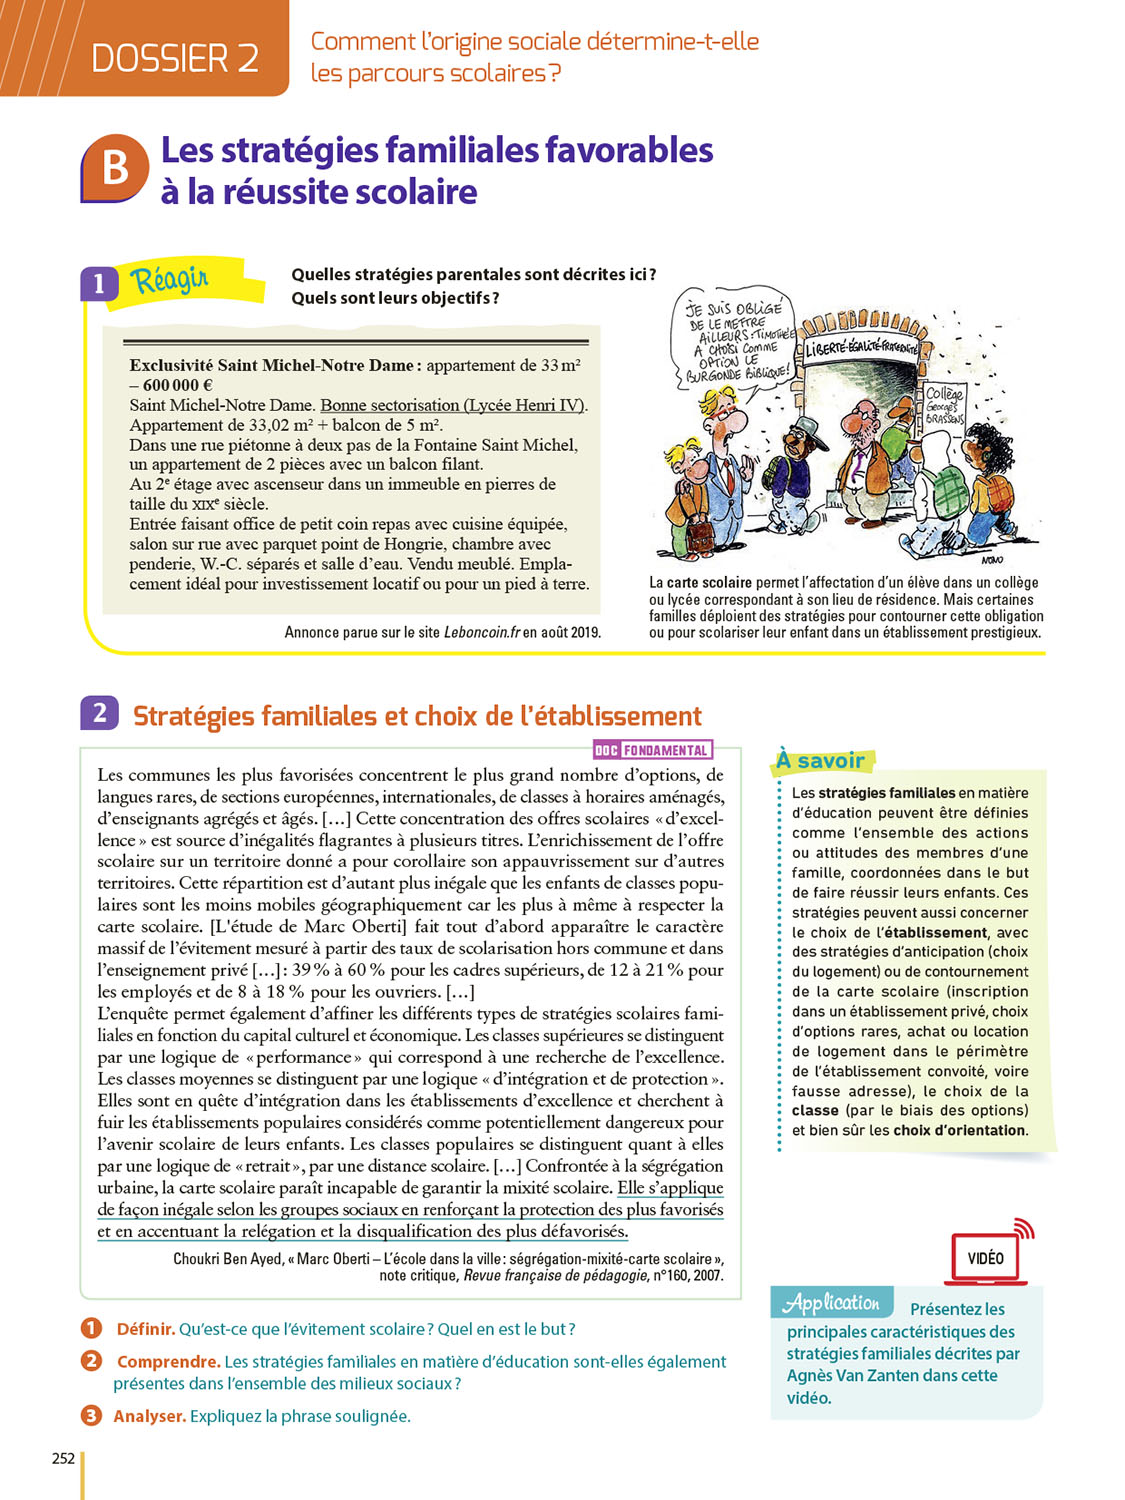 DOSSIER 2
Comment l'origine sociale détermine-t-elle
les parcours scolaires ?
B
Les stratégies familiales favorables
à la réussite scolaire
1
Réagir
Quelles stratégies parentales sont décrites ici ?
Quels sont leurs objectifs ?
Exclusivité Saint Michel-Notre Dame : appartement de 33 m²
– 600 000 €
Saint Michel-Notre Dame. Bonne sectorisation (Lycée Henri IV).
Appartement de 33,02 m² + balcon de 5 m².
Dans une rue piétonne à deux pas de la Fontaine Saint Michel,
un appartement de 2 pièces avec un balcon filant.
Au 2e étage avec ascenseur dans un immeuble en pierres de
taille du XIXe siècle.
Entrée faisant office de petit coin repas avec cuisine équipée,
salon sur rue avec parquet point de Hongrie, chambre avec
penderie, W.-C. séparés et salle d'eau. Vendu meublé. Empla-
cement idéal pour investissement locatif ou pour un pied à terre.
Annonce parue sur le site Leboncoin.fr en août 2019.
JE SUIS OBLIGÉ
DE LE METTRE
AILLEURS : TIMOTHÉE
A CHOISI COMME
OPTION LE
BURGONDE BIBLIQUE !
LIBERTÉ-ÉGALITÉ-FRATERNITÉ
Collège
Georges
BRASSENS
NONO
La carte scolaire permet l'affectation d'un élève dans un collège
ou lycée correspondant à son lieu de résidence. Mais certaines
familles déploient des stratégies pour contourner cette obligation
ou pour scolariser leur enfant dans un établissement prestigieux.
2
Stratégies familiales et choix de l'établissement
DOC FONDAMENTAL
Les communes les plus favorisées concentrent le plus grand nombre d'options, de
langues rares, de sections européennes, internationales, de classes à horaires aménagés,
d'enseignants agrégés et âgés. […] Cette concentration des offres scolaires « d'excel-
lence » est source d'inégalités flagrantes à plusieurs titres. L'enrichissement de l'offre
scolaire sur un territoire donné a pour corollaire son appauvrissement sur d'autres
territoires. Cette répartition est d'autant plus inégale que les enfants de classes popu-
laires sont les moins mobiles géographiquement car les plus à même à respecter la
carte scolaire. [L'étude de Marc Oberti] fait tout d'abord apparaître le caractère
massif de l'évitement mesuré à partir des taux de scolarisation hors commune et dans
l'enseignement privé […] : 39 % à 60 % pour les cadres supérieurs, de 12 à 21 % pour
les employés et de 8 à 18 % pour les ouvriers. […]
L'enquête permet également d'affiner les différents types de stratégies scolaires fami-
liales en fonction du capital culturel et économique. Les classes supérieures se distinguent
par une logique de « performance » qui correspond à une recherche de l'excellence.
Les classes moyennes se distinguent par une logique « d'intégration et de protection ».
Elles sont en quête d'intégration dans les établissements d'excellence et cherchent à
fuir les établissements populaires considérés comme potentiellement dangereux pour
l'avenir scolaire de leurs enfants. Les classes populaires se distinguent quant à elles
par une logique de « retrait », par une distance scolaire. […] Confrontée à la ségrégation
urbaine, la carte scolaire paraît incapable de garantir la mixité scolaire. Elle s'applique
de façon inégale selon les groupes sociaux en renforçant la protection des plus favorisés
et en accentuant la relégation et la disqualification des plus défavorisés.
Choukri Ben Ayed, « Marc Oberti – L'école dans la ville : ségrégation-mixité-carte scolaire »,
note critique, Revue française de pédagogie, n°160, 2007.
À savoir
Les stratégies familiales en matière
d'éducation peuvent être définies
comme l'ensemble des actions
ou attitudes des membres d'une
famille, coordonnées dans le but
de faire réussir leurs enfants. Ces
stratégies peuvent aussi concerner
le choix de l'établissement, avec
des stratégies d'anticipation (choix
du logement) ou de contournement
de la carte scolaire (inscription
dans un établissement privé, choix
d'options rares, achat ou location
de logement dans le périmètre
de l'établissement convoité, voire
fausse adresse), le choix de la
classe (par le biais des options)
et bien sûr les choix d'orientation.
1 Définir. Qu'est-ce que l'évitement scolaire ? Quel en est le but ?
2 Comprendre. Les stratégies familiales en matière d'éducation sont-elles également
présentes dans l'ensemble des milieux sociaux ?
3 Analyser. Expliquez la phrase soulignée.
VIDÉO
Application
Présentez les
principales caractéristiques des
stratégies familiales décrites par
Agnès Van Zanten dans cette
vidéo.
252